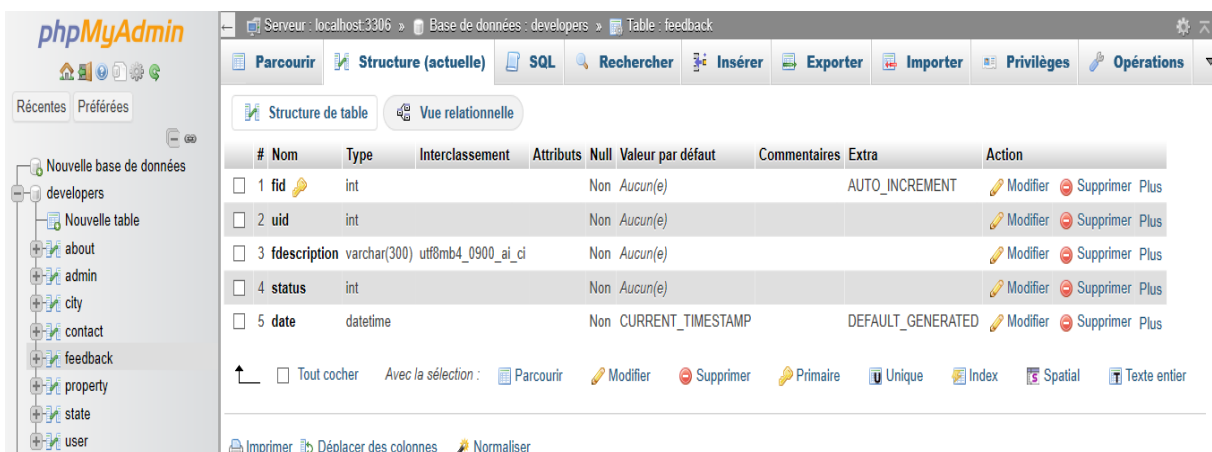 phpMyAdmin
Récentes Préférées
Nouvelle base de données
developers
Nouvelle table
about
admin
city
contact
feedback
property
state
user
Serveur : localhost:3306 » Base de données : developers » Table : feedback
Parcourir Structure (actuelle) SQL Rechercher Insérer Exporter Importer Privilèges Opérations
Structure de table Vue relationnelle
# Nom Type Interclassement Attributs Null Valeur par défaut Commentaires Extra Action
1 fid int Non Aucun(e) AUTO_INCREMENT Modifier Supprimer Plus
2 uid int Non Aucun(e) Modifier Supprimer Plus
3 fdescription varchar(300) utf8mb4_0900_ai_ci Non Aucun(e) Modifier Supprimer Plus
4 status int Non Aucun(e) Modifier Supprimer Plus
5 date datetime Non CURRENT_TIMESTAMP DEFAULT_GENERATED Modifier Supprimer Plus
Tout cocher Avec la sélection : Parcourir Modifier Supprimer Primaire Unique Index Spatial Texte entier
Imprimer Déplacer des colonnes Normaliser